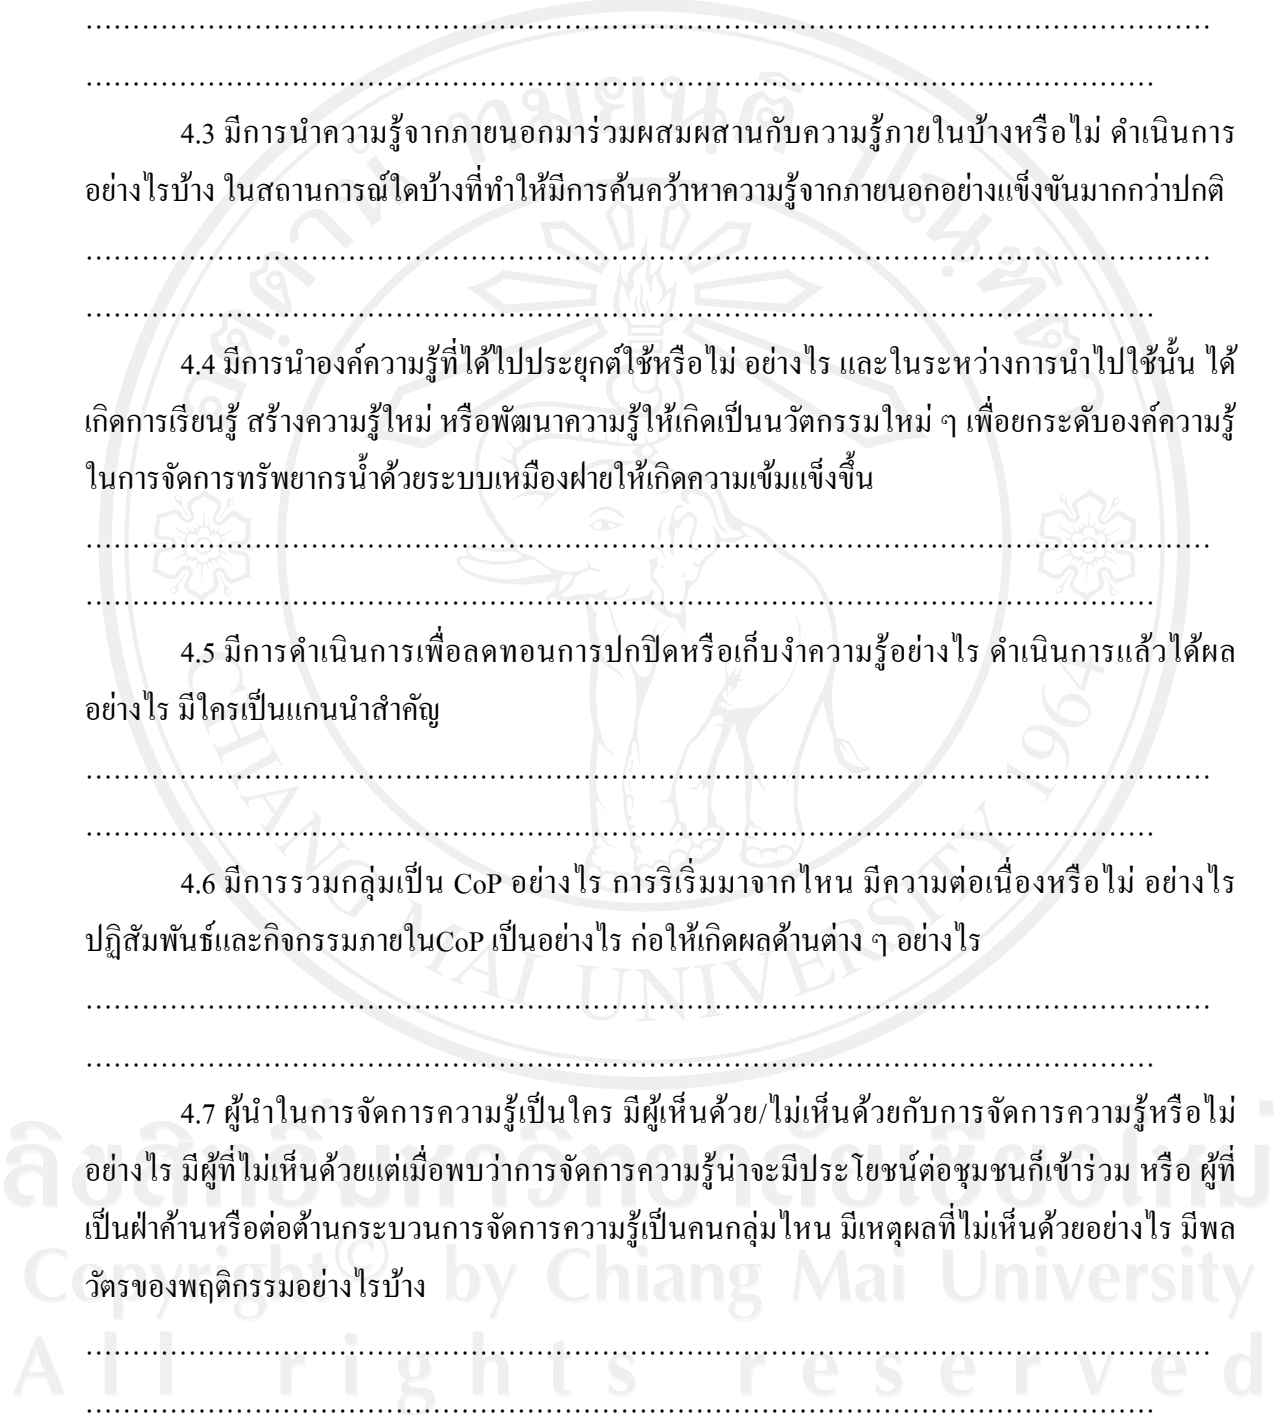 ........................................................................................................................
..................................................................................................................
4.3 มีการนำความรู้จากภายนอกมาร่วมผสมผสานกับความรู้ภายในบ้างหรือไม่ ดำเนินการ
อย่างไรบ้าง ในสถานการณ์ใดบ้างที่ทำให้มีการค้นคว้าหาความรู้จากภายนอกอย่างแข็งขันมากกว่าปกติ
........................................................................................................................
..................................................................................................................
4.4 มีการนำองค์ความรู้ที่ได้ไปประยุกต์ใช้หรือไม่ อย่างไร และในระหว่างการนำไปใช้นั้น ได้
เกิดการเรียนรู้ สร้างความรู้ใหม่ หรือพัฒนาความรู้ให้เกิดเป็นนวัตกรรมใหม่ ๆ เพื่อยกระดับองค์ความรู้
ในการจัดการทรัพยากรน้ำด้วยระบบเหมืองฝายให้เกิดความเข้มแข็งขึ้น
........................................................................................................................
..................................................................................................................
4.5 มีการดำเนินการเพื่อลดทอนการปกปิดหรือเก็บงำความรู้อย่างไร ดำเนินการแล้วได้ผล
อย่างไร มีใครเป็นแกนนำสำคัญ
........................................................................................................................
..................................................................................................................
4.6 มีการรวมกลุ่มเป็น CoP อย่างไร การริเริ่มมาจากไหน มีความต่อเนื่องหรือไม่ อย่างไร
ปฏิสัมพันธ์และกิจกรรมภายในCoP เป็นอย่างไร ก่อให้เกิดผลด้านต่าง ๆ อย่างไร
........................................................................................................................
..................................................................................................................
4.7 ผู้นำในการจัดการความรู้เป็นใคร มีผู้เห็นด้วย/ไม่เห็นด้วยกับการจัดการความรู้หรือไม่
อย่างไร มีผู้ที่ไม่เห็นด้วยแต่เมื่อพบว่าการจัดการความรู้น่าจะมีประโยชน์ต่อชุมชนก็เข้าร่วม หรือ ผู้ที่
เป็นฝ่าค้านหรือต่อต้านกระบวนการจัดการความรู้เป็นคนกลุ่มไหน มีเหตุผลที่ไม่เห็นด้วยอย่างไร มีพล
วัตรของพฤติกรรมอย่างไรบ้าง
........................................................................................................................
..................................................................................................................
CHIANG MAI UNIVERSITY 1964
ลิขสิทธิ์มหาวิทยาลัยเชียงใหม่
Copyright© by Chiang Mai University
All rights reserved